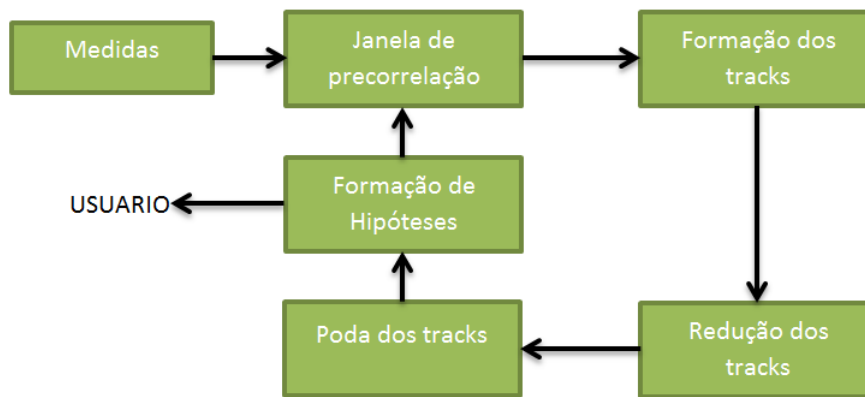 Medidas
Janela de
precorrelação
Formação dos
tracks
USUARIO
Formação de
Hipóteses
Poda dos tracks
Redução dos
tracks